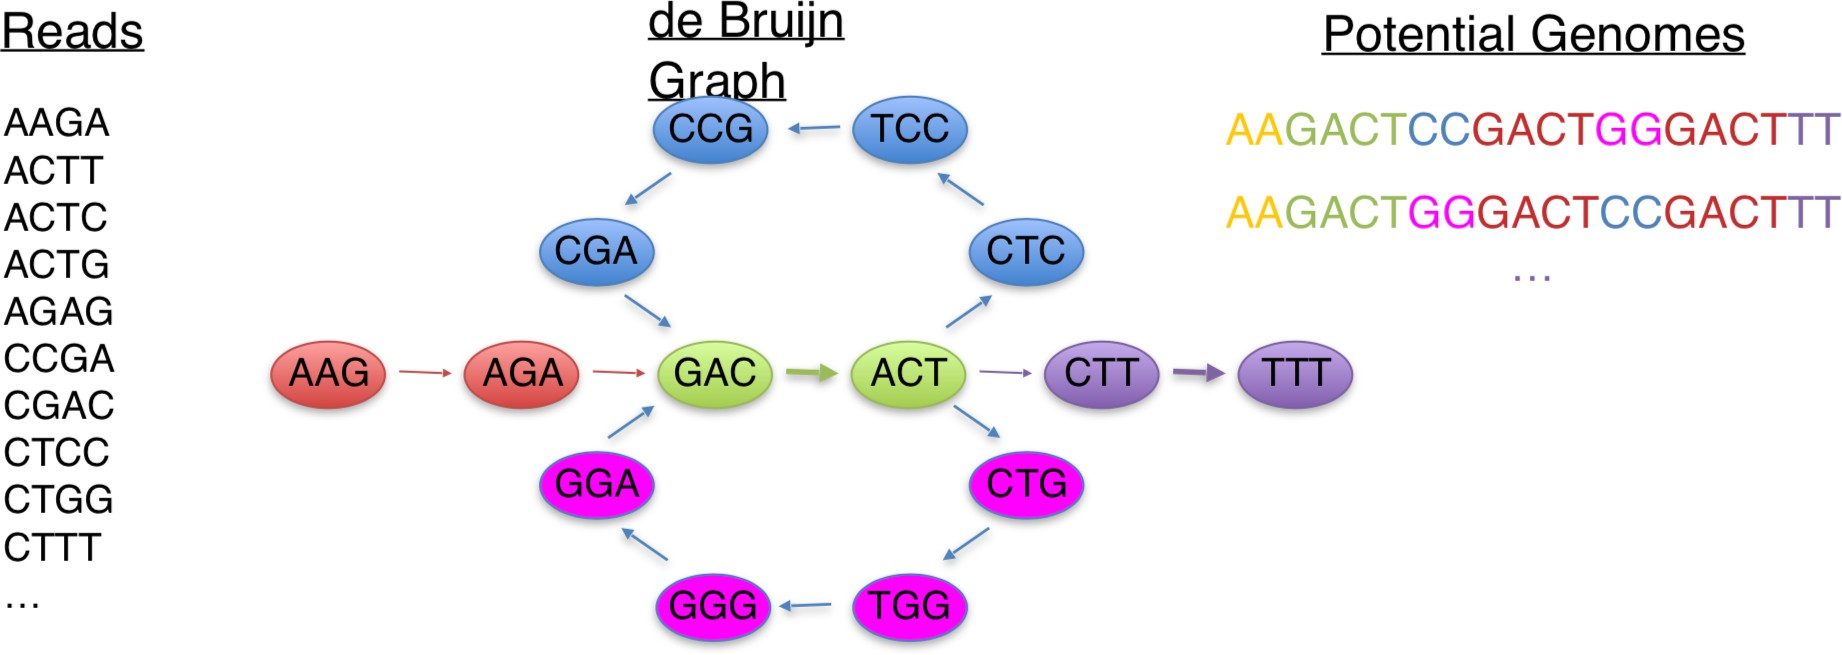 Reads
AAGA
ACTT
ACTC
ACTG
AGAG
CCGA
CGAC
CTCC
CTGG
CTTT
...
de Bruijn
Graph
CCG
TCC
CGA
CTC
AAG
AGA
GAC
ACT
CTT
TTT
GGA
CTG
GGG
TGG
Potential Genomes
AAGACTCCGACTGGGACTTT
AAGACTGGGACTCCGACTTT
...